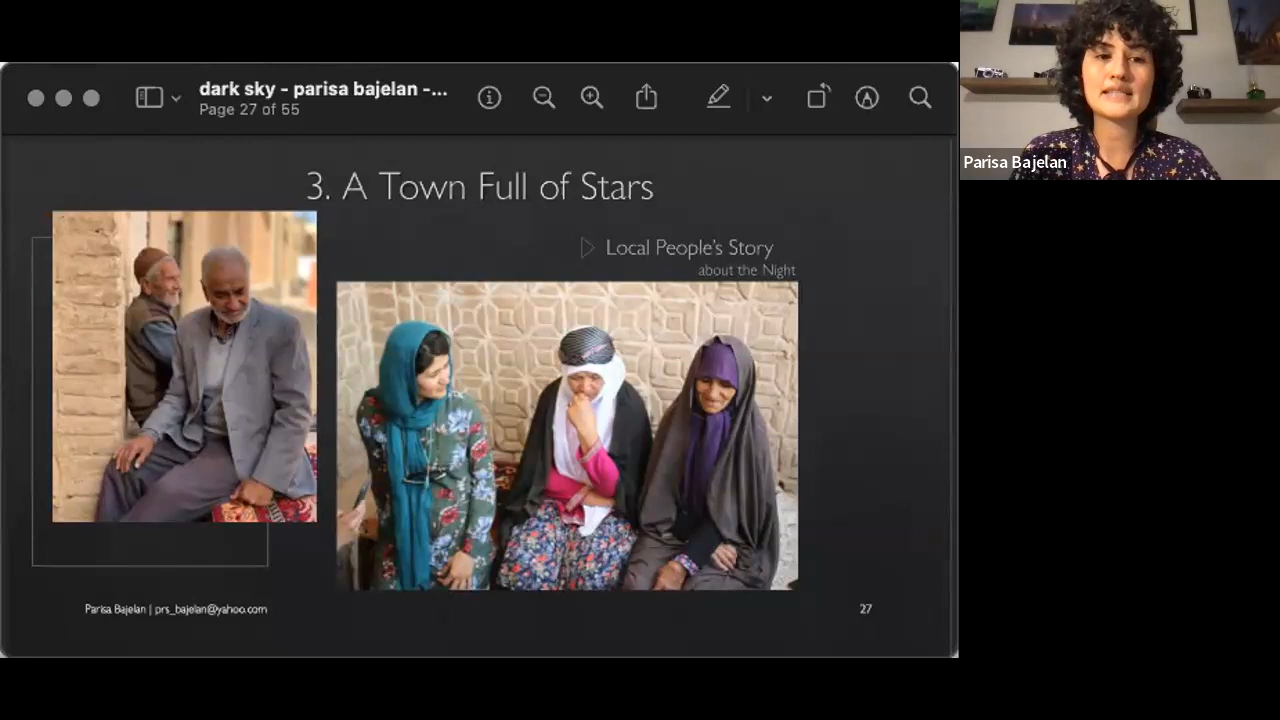 dark sky - parisa bajelan -...
Page 27 of 55
Parisa Bajelan
3. A Town Full of Stars
Local People's Story
about the Night
Parisa Bajelan | prs_bajelan@yahoo.com
27